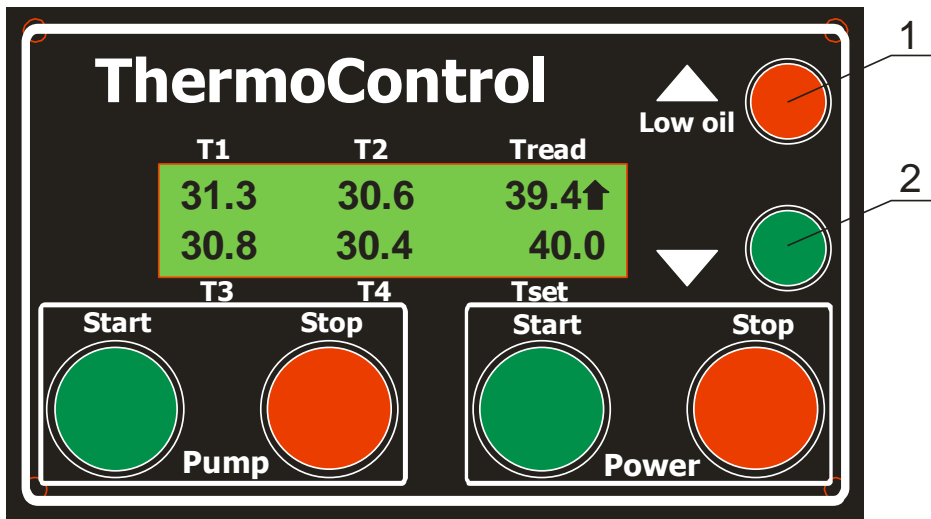 1
ThermoControl
Low oil
T1 T2 Tread
31.3 30.6 39.4⬆
2
30.8 30.4 40.0
T3 T4 Tset
Start Stop Start Stop
Pump Power